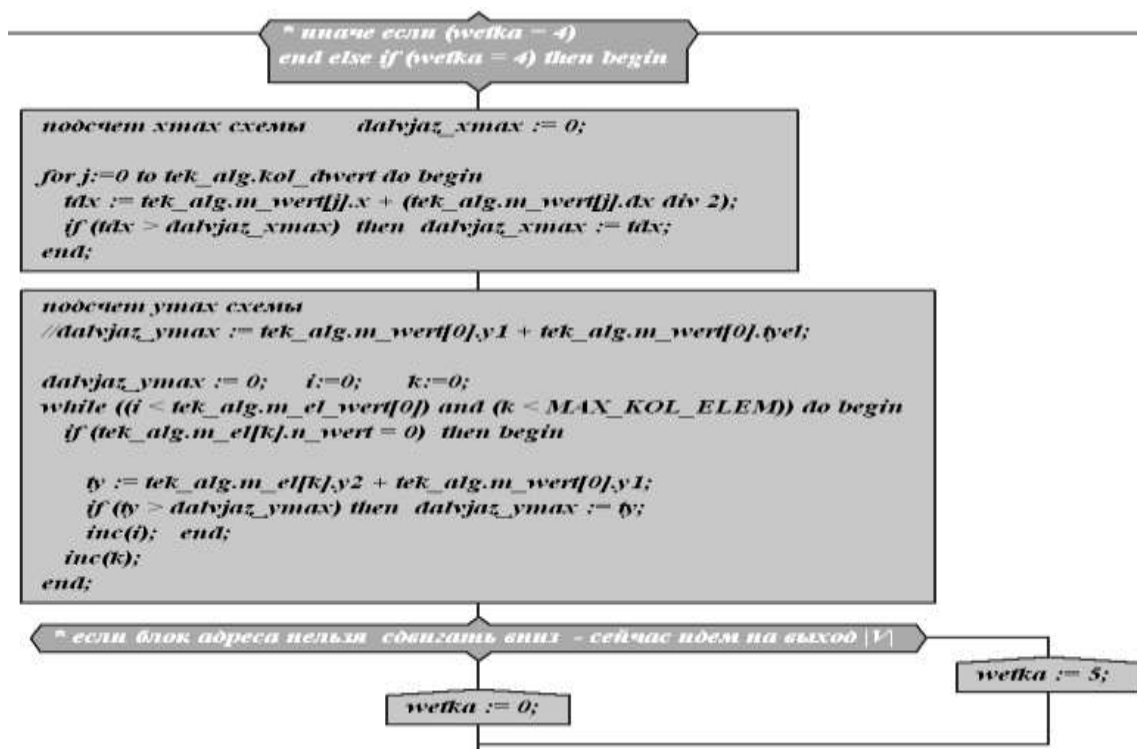 * иначе если (wetka = 4)
end else if (wetka = 4) then begin
подсчет xmax схемы dalvjaz_xmax := 0;
for j:=0 to tek_alg.kol_dwert do begin
tdx := tek_alg.m_wert[j].x + (tek_alg.m_wert[j].dx div 2);
if (tdx > dalvjaz_xmax) then dalvjaz_xmax := tdx;
end;
подсчет ymax схемы
//dalvjaz_ymax := tek_alg.m_wert[0].y1 + tek_alg.m_wert[0].tyel;
dalvjaz_ymax := 0; i:=0; k:=0;
while ((i < tek_alg.m_el_wert[0]) and (k < MAX_KOL_ELEM)) do begin
if (tek_alg.m_el[k].n_wert = 0) then begin
ty := tek_alg.m_el[k].y2 + tek_alg.m_wert[0].y1;
if (ty > dalvjaz_ymax) then dalvjaz_ymax := ty;
inc(i); end;
inc(k);
end;
* если блок адреса нельзя сдвигать вниз - сейчас идем на выход |V|
wetka := 5;
wetka := 0;